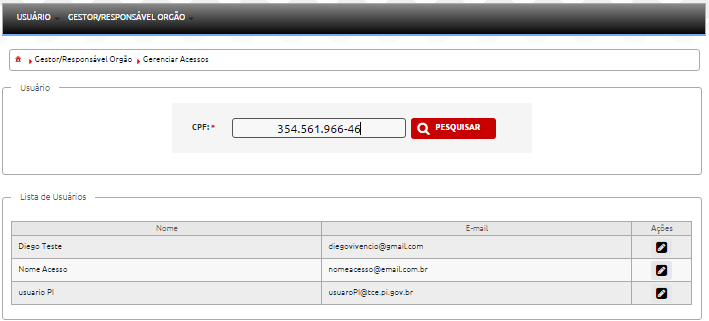 USUÁRIO GESTOR/RESPONSÁVEL ORGÃO
Gestor/Responsável Orgão Gerenciar Acessos
Usuário
CPF: * 354.561.966-46 PESQUISAR
Lista de Usuários
Nome E-mail Ações
Diego Teste diegovivencio@gmail.com
Nome Acesso nomeacesso@email.com.br
usuario PI usuaroPI@tce.pi.gov.br